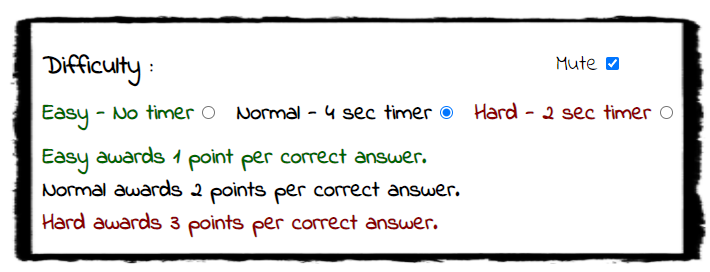 Difficulty :
Mute
Easy - No timer Normal - 4 sec timer Hard - 2 sec timer
Easy awards 1 point per correct answer.
Normal awards 2 points per correct answer.
Hard awards 3 points per correct answer.